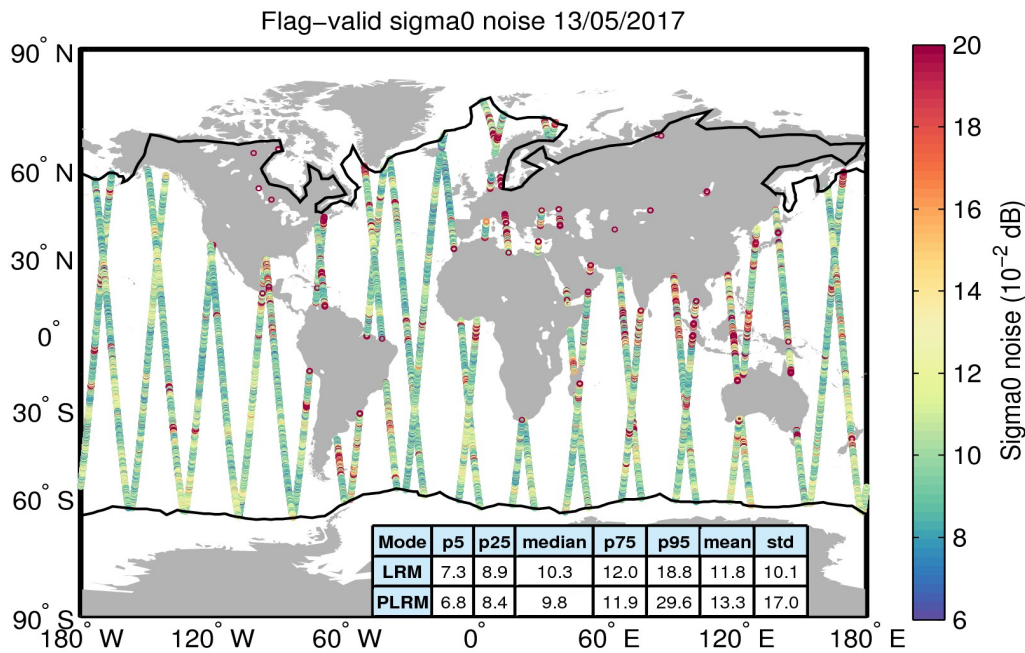 Flag−valid sigma0 noise 13/05/2017
90° N
60° N
30° N
0°
30° S
60° S
90° S
180° W
120° W
60° W
0°
60° E
120° E
180° E
Mode p5 p25 median p75 p95 mean std
LRM 7.3 8.9 10.3 12.0 18.8 11.8 10.1
PLRM 6.8 8.4 9.8 11.9 29.6 13.3 17.0
20
18
16
14
12
10
8
6
Sigma0 noise (10⁻² dB)